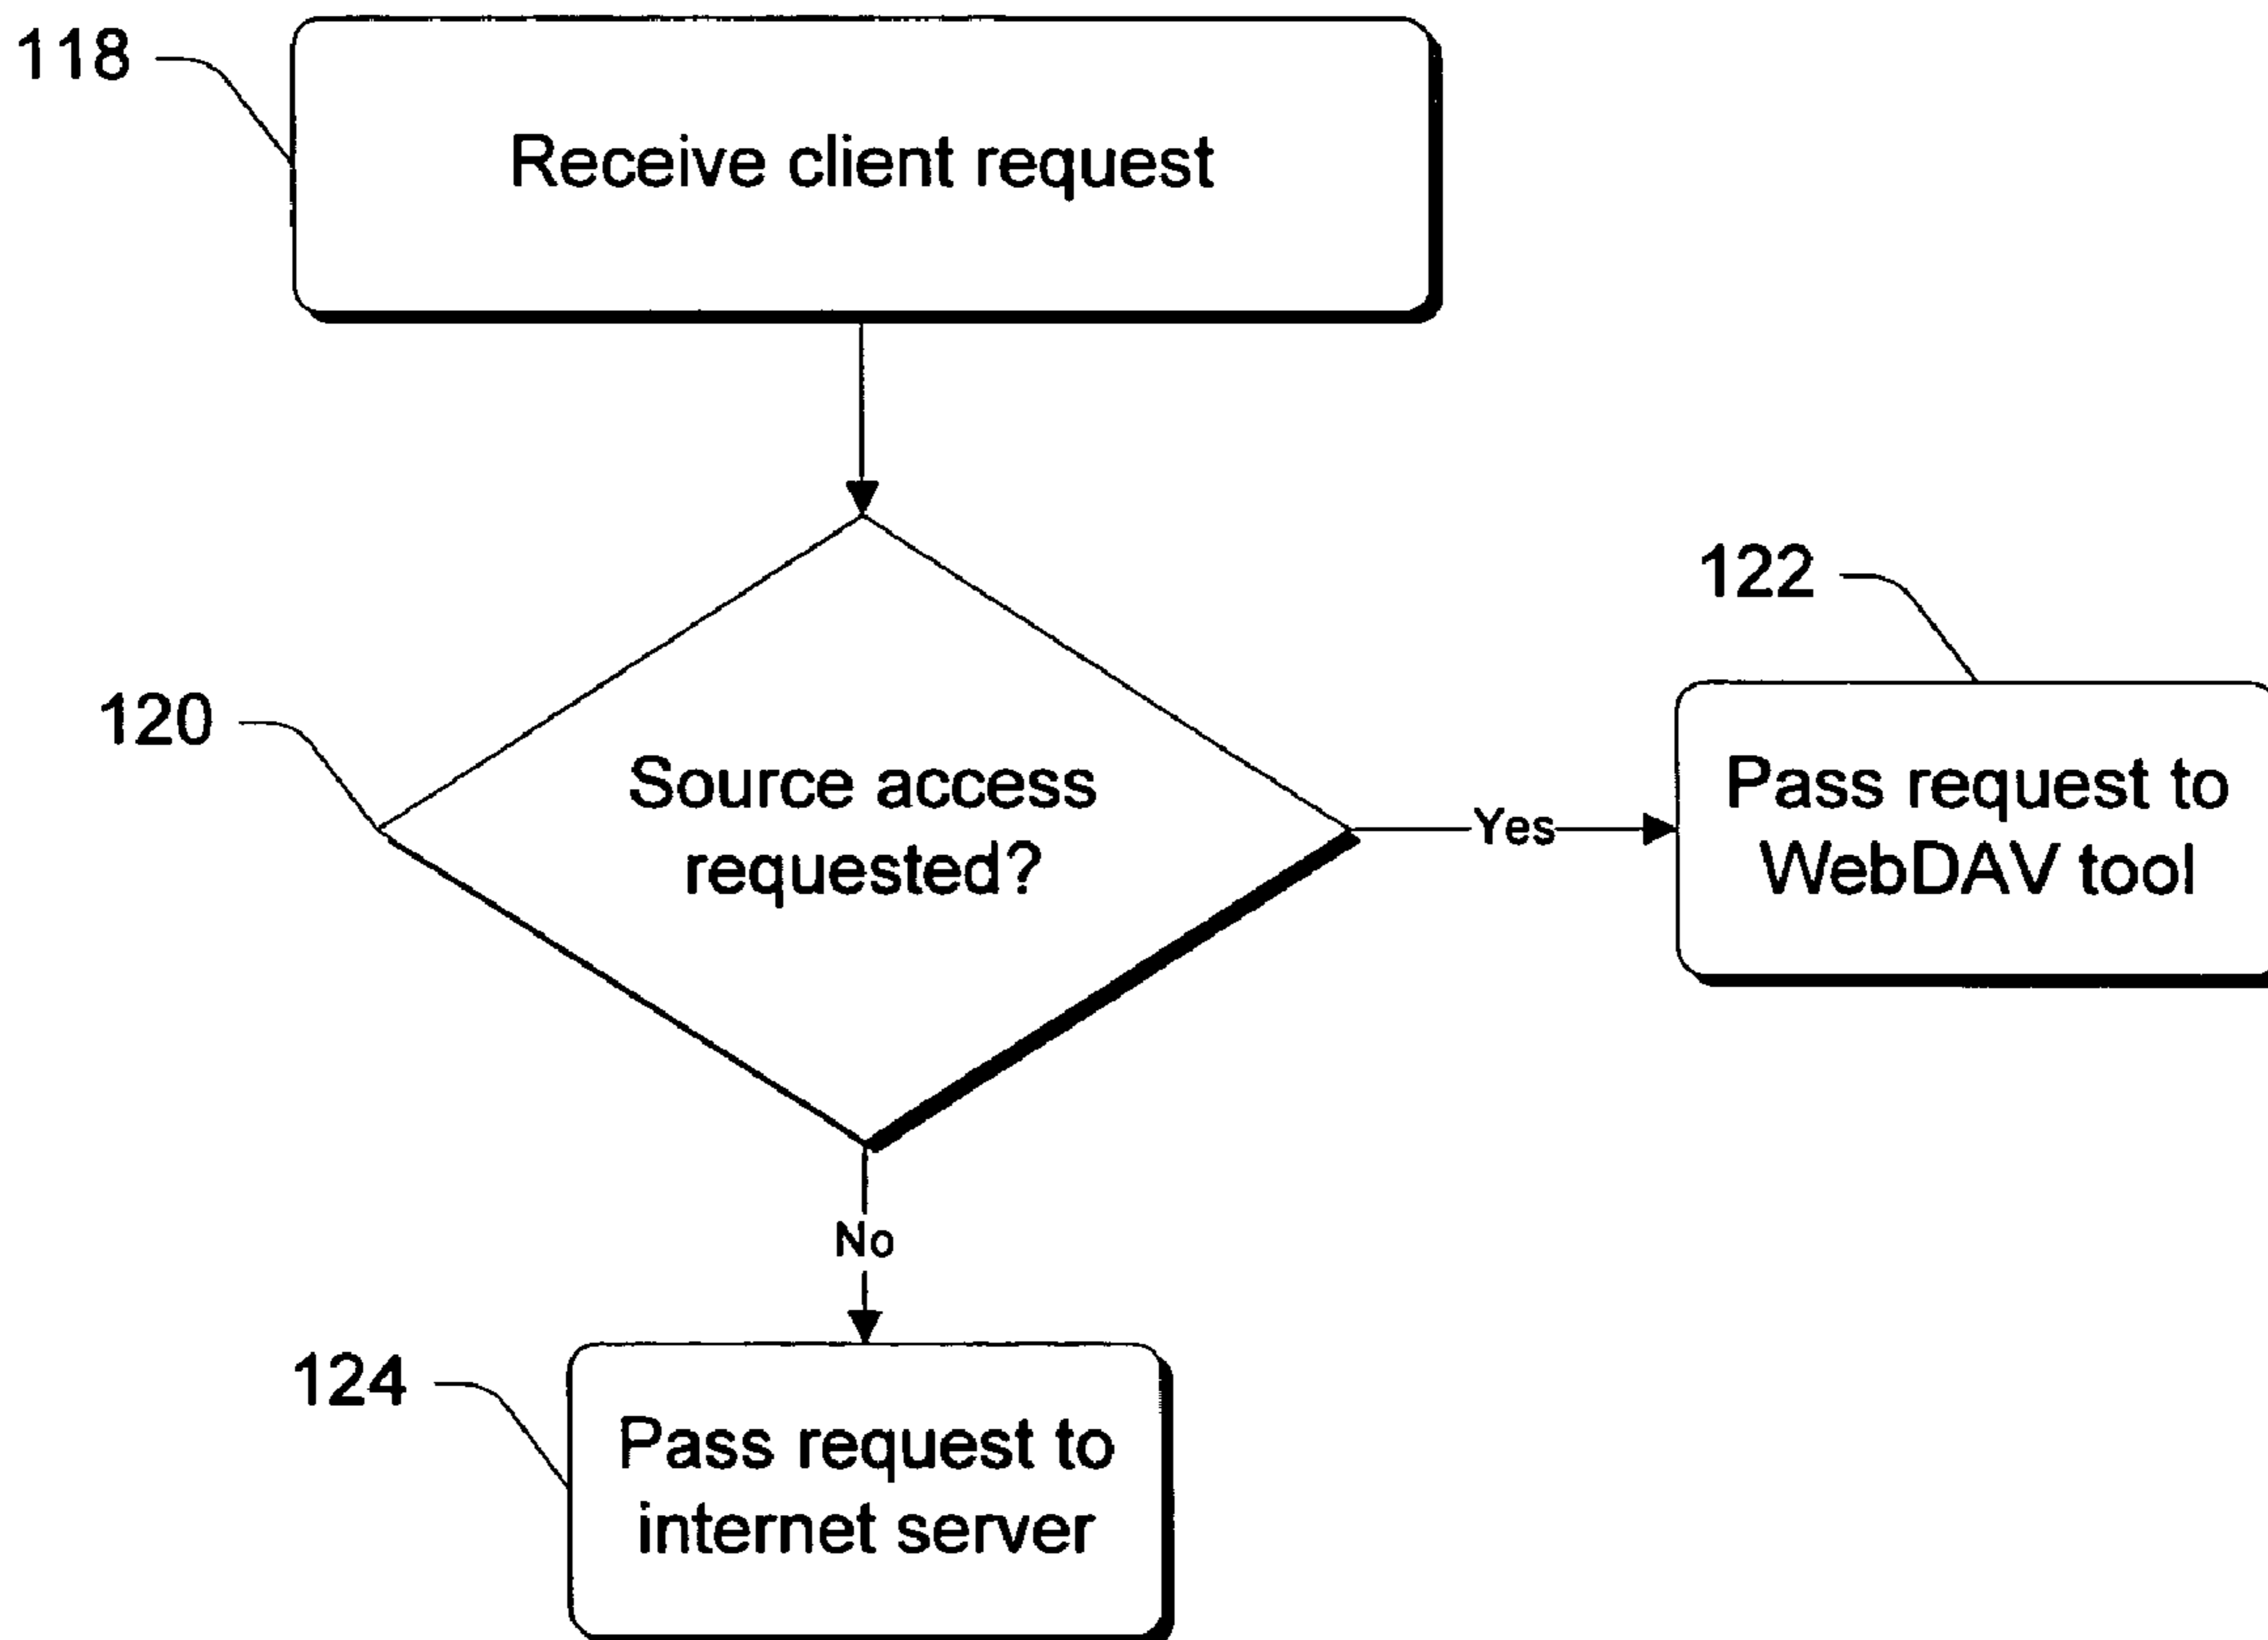 118
Receive client request
120
Source access
requested?
Yes
122
Pass request to
WebDAV tool
No
124
Pass request to
internet server